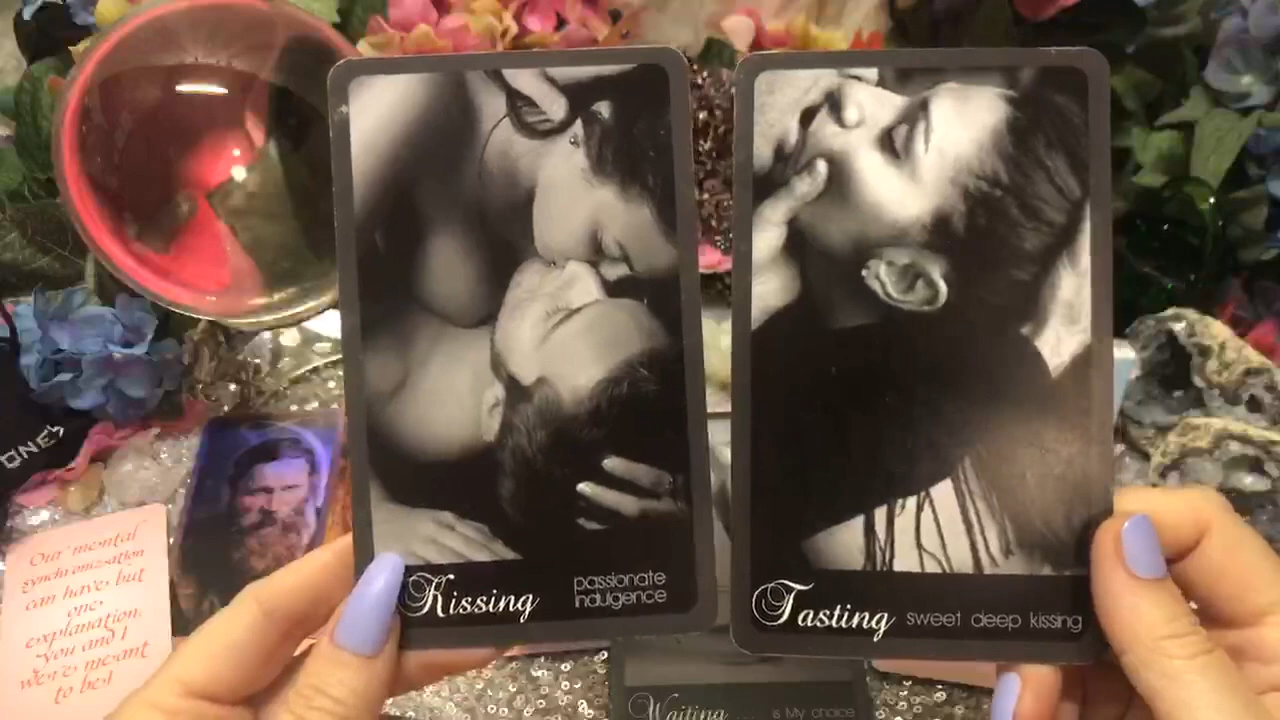 Kissing
passionate
indulgence
Tasting sweet deep kissing
ONE'S
Our mental
synchronization
can have but
one
explanation.
You and I
were meant
to be!
Waiting... is My choice